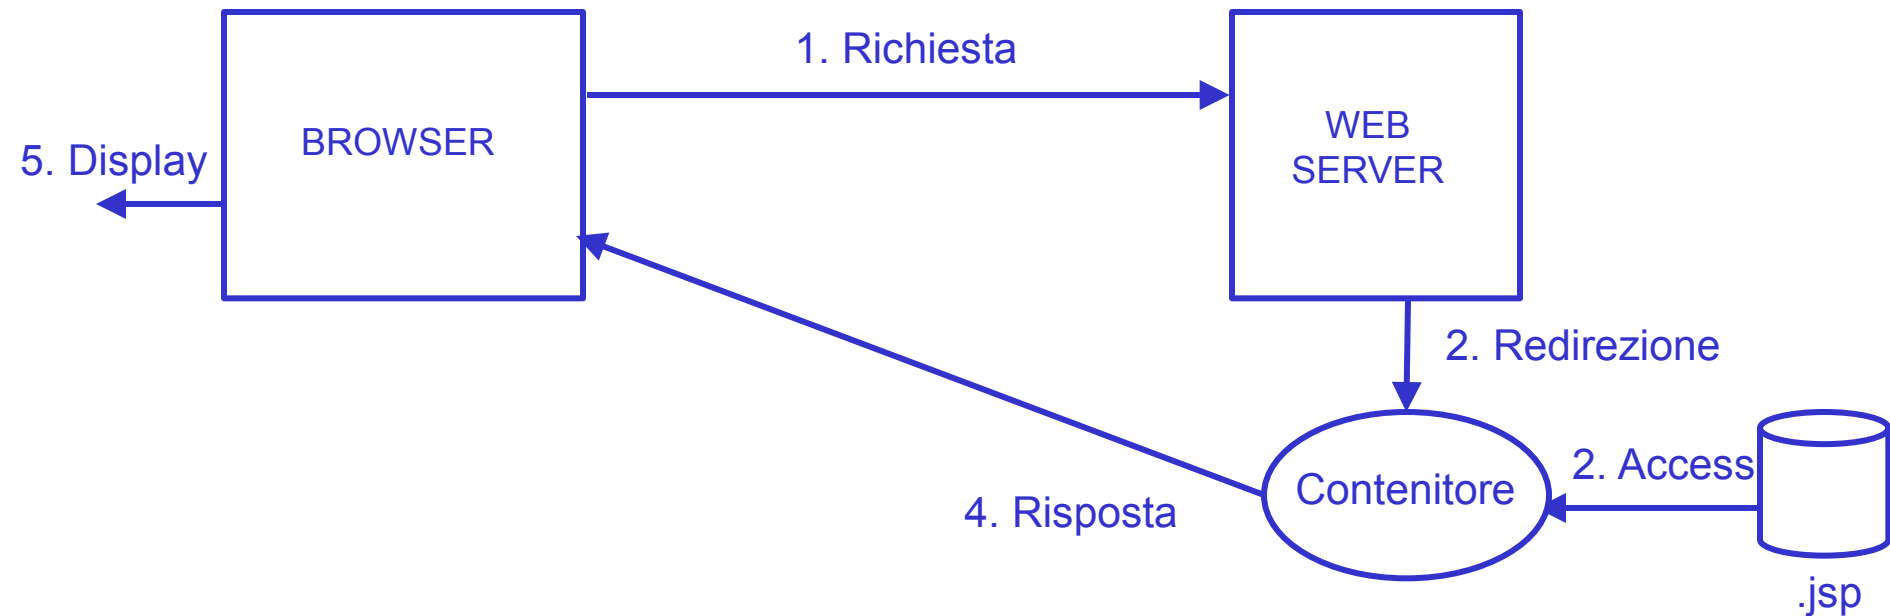 1. Richiesta
BROWSER
WEB
SERVER
5. Display
2. Redirezione
2. Access
Contenitore
4. Risposta
.jsp